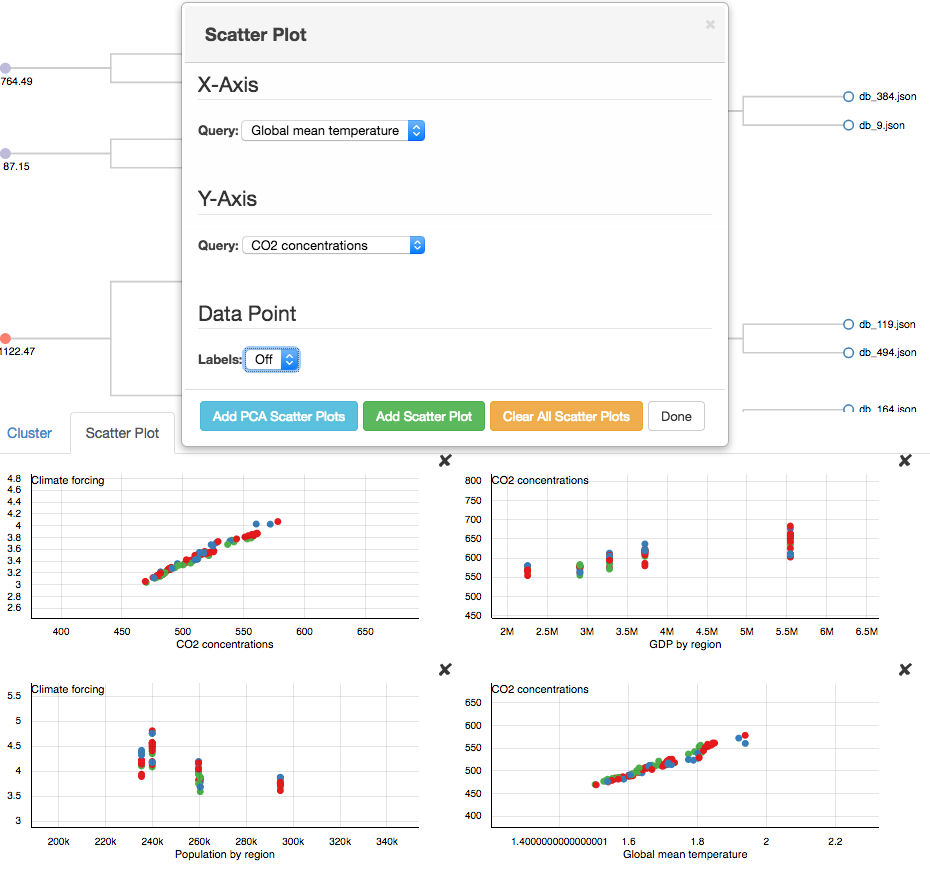 Scatter Plot
×
X-Axis
Query: Global mean temperature
Y-Axis
Query: CO2 concentrations
Data Point
Labels: Off
Add PCA Scatter Plots Add Scatter Plot Clear All Scatter Plots Done
764.49
87.15
1122.47
db_384.json
db_9.json
db_119.json
db_494.json
db_164.json
Cluster Scatter Plot
Climate forcing
4.8
4.6
4.4
4.2
4
3.8
3.6
3.4
3.2
3
2.8
2.6
400 450 500 550 600 650
CO2 concentrations
CO2 concentrations
800
750
700
650
600
550
500
450
2M 2.5M 3M 3.5M 4M 4.5M 5M 5.5M 6M 6.5M
GDP by region
Climate forcing
5.5
5
4.5
4
3.5
3
200k 220k 240k 260k 280k 300k 320k 340k
Population by region
CO2 concentrations
650
600
550
500
450
400
1.4000000000000001 1.6 1.8 2 2.2
Global mean temperature